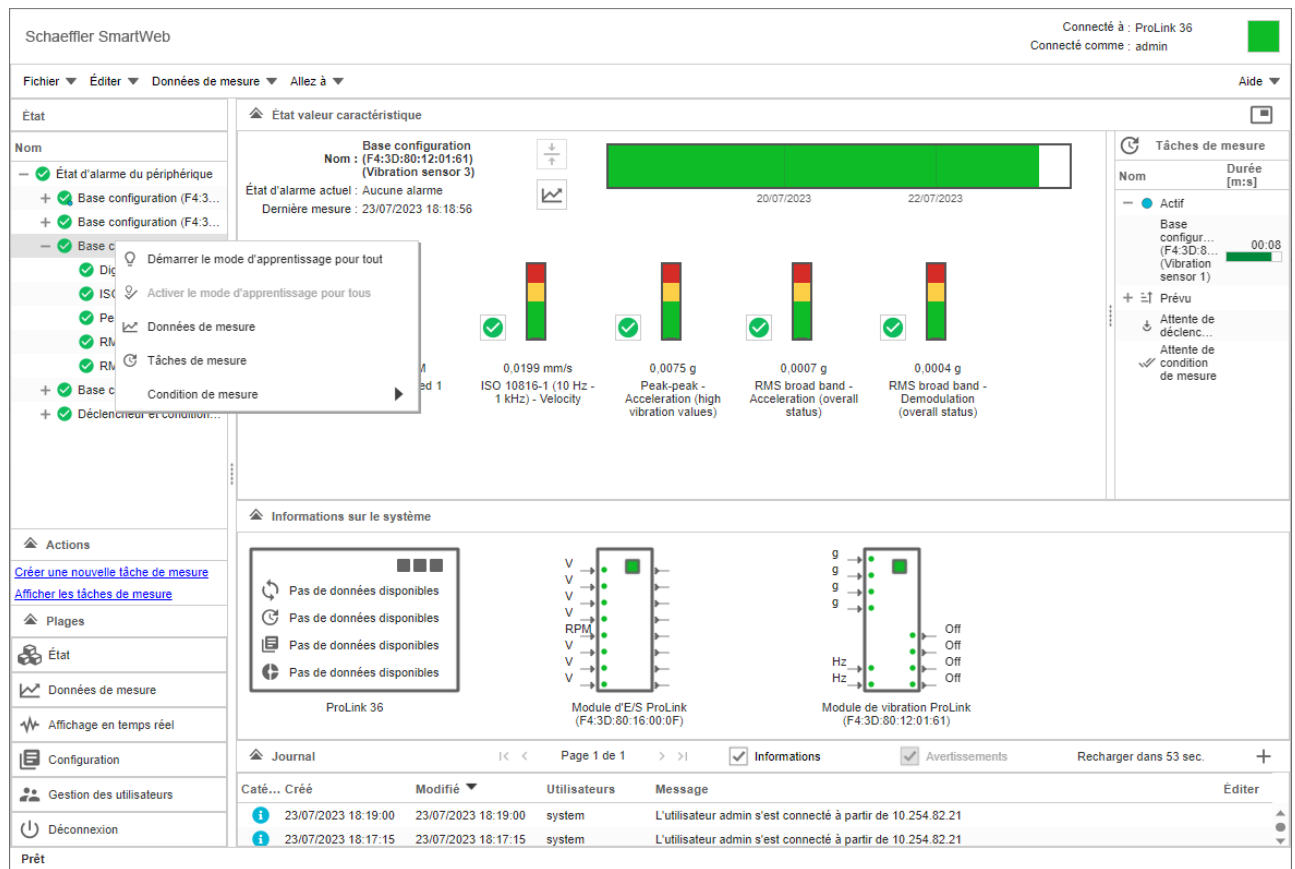 Schaeffler SmartWeb
Connecté à : ProLink 36
Connecté comme : admin
Fichier Éditer Données de mesure Allez à Aide
État
Nom
État d'alarme du périphérique
Base configuration (F4:3...
Base configuration (F4:3...
Base c
Dig
ISO
Pe
RM
RM
Base c
Déclencheur et condition...
Démarrer le mode d'apprentissage pour tout
Activer le mode d'apprentissage pour tous
Données de mesure
Tâches de mesure
Condition de mesure
État valeur caractéristique
Nom : Base configuration
(F4:3D:80:12:01:61)
(Vibration sensor 3)
État d'alarme actuel : Aucune alarme
Dernière mesure : 23/07/2023 18:18:56
20/07/2023 22/07/2023
M
ed 1
0,0199 mm/s
ISO 10816-1 (10 Hz -
1 kHz) - Velocity
0,0075 g
Peak-peak -
Acceleration (high
vibration values)
0,0007 g
RMS broad band -
Acceleration (overall
status)
0,0004 g
RMS broad band -
Demodulation
(overall status)
Tâches de mesure
Nom Durée
[m:s]
Actif
Base
configur...
(F4:3D:8...
(Vibration
sensor 1)
00:08
Prévu
Attente de
déclenc...
Attente de
condition
de mesure
Actions
Créer une nouvelle tâche de mesure
Afficher les tâches de mesure
Plages
État
Données de mesure
Affichage en temps réel
Configuration
Gestion des utilisateurs
Déconnexion
Informations sur le système
Pas de données disponibles
Pas de données disponibles
Pas de données disponibles
Pas de données disponibles
ProLink 36
V
V
V
V
RPM
V
V
V
Module d'E/S ProLink
(F4:3D:80:16:00:0F)
g
g
g
g
Hz
Hz
Off
Off
Off
Off
Module de vibration ProLink
(F4:3D:80:12:01:61)
Journal Page 1 de 1 Informations Avertissements Recharger dans 53 sec.
Caté... Créé Modifié Utilisateurs Message Éditer
23/07/2023 18:19:00 23/07/2023 18:19:00 system L'utilisateur admin s'est connecté à partir de 10.254.82.21
23/07/2023 18:17:15 23/07/2023 18:17:15 system L'utilisateur admin s'est connecté à partir de 10.254.82.21
Prêt